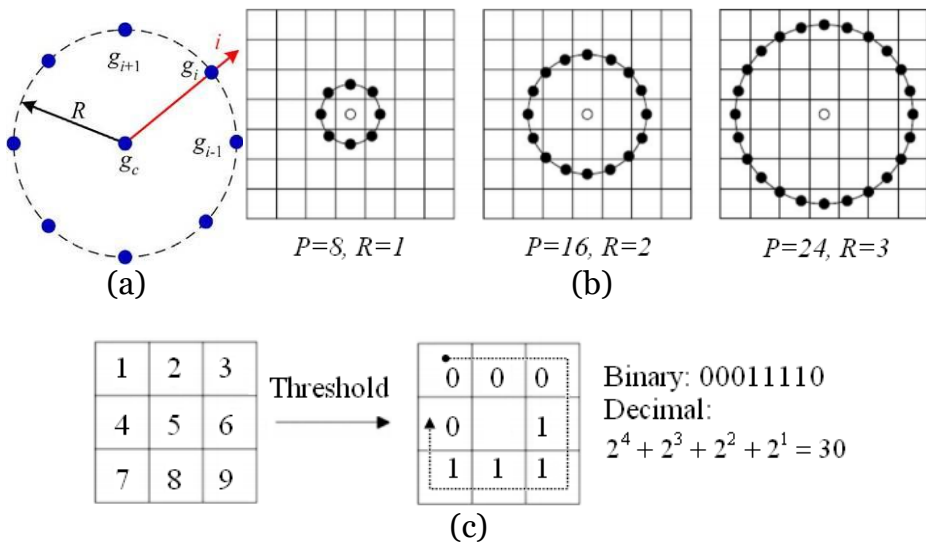 g_{i+1}
g_i
i
R
g_c
g_{i-1}
P=8, R=1
P=16, R=2
P=24, R=3
(a)
(b)
1 2 3
4 5 6
7 8 9
Threshold
0 0 0
0 1
1 1 1
Binary: 00011110
Decimal:
2^4 + 2^3 + 2^2 + 2^1 = 30
(c)